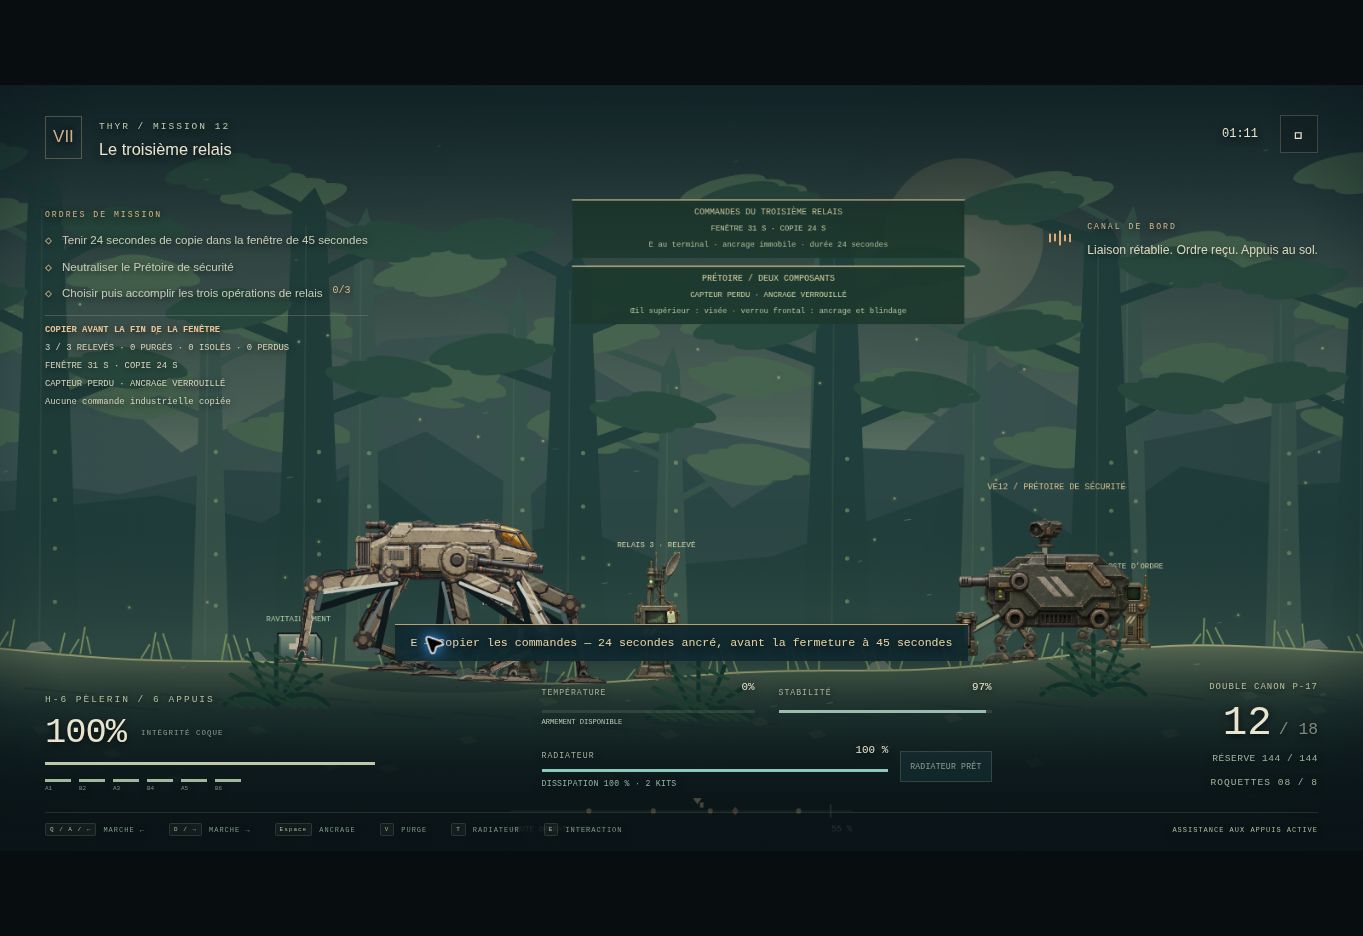 VII
THYR / MISSION 12
Le troisième relais
01:11
ORDRES DE MISSION
Tenir 24 secondes de copie dans la fenêtre de 45 secondes
Neutraliser le Prétoire de sécurité
Choisir puis accomplir les trois opérations de relais 0/3
COPIER AVANT LA FIN DE LA FENÊTRE
3 / 3 RELEVÉS · 0 PURGÉS · 0 ISOLÉS · 0 PERDUS
FENÊTRE 31 S · COPIE 24 S
CAPTEUR PERDU · ANCRAGE VERROUILLÉ
Aucune commande industrielle copiée
COMMANDES DU TROISIÈME RELAIS
FENÊTRE 31 S · COPIE 24 S
E au terminal · ancrage immobile · durée 24 secondes
PRÉTOIRE / DEUX COMPOSANTS
CAPTEUR PERDU · ANCRAGE VERROUILLÉ
Œil supérieur : visée · verrou frontal : ancrage et blindage
CANAL DE BORD
Liaison rétablie. Ordre reçu. Appuis au sol.
VE12 / PRÉTOIRE DE SÉCURITÉ
RELAIS 3 · RELEVÉ
D'ORDRE
E opier les commandes — 24 secondes ancré, avant la fermeture à 45 secondes
H-6 PÈLERIN / 6 APPUIS
100% INTÉGRITÉ COQUE
A1 B2 A3 B4 A5 B6
TEMPÉRATURE 0%
ARMEMENT DISPONIBLE
STABILITÉ 97%
RADIATEUR 100 %
DISSIPATION 100 % · 2 KITS
RADIATEUR PRÊT
DOUBLE CANON P-17
12 / 18
RÉSERVE 144 / 144
ROQUETTES 08 / 8
55 %
Q / A / ← MARCHE ←
D / → MARCHE →
Espace ANCRAGE
V PURGE
T RADIATEUR
E INTERACTION
ASSISTANCE AUX APPUIS ACTIVE